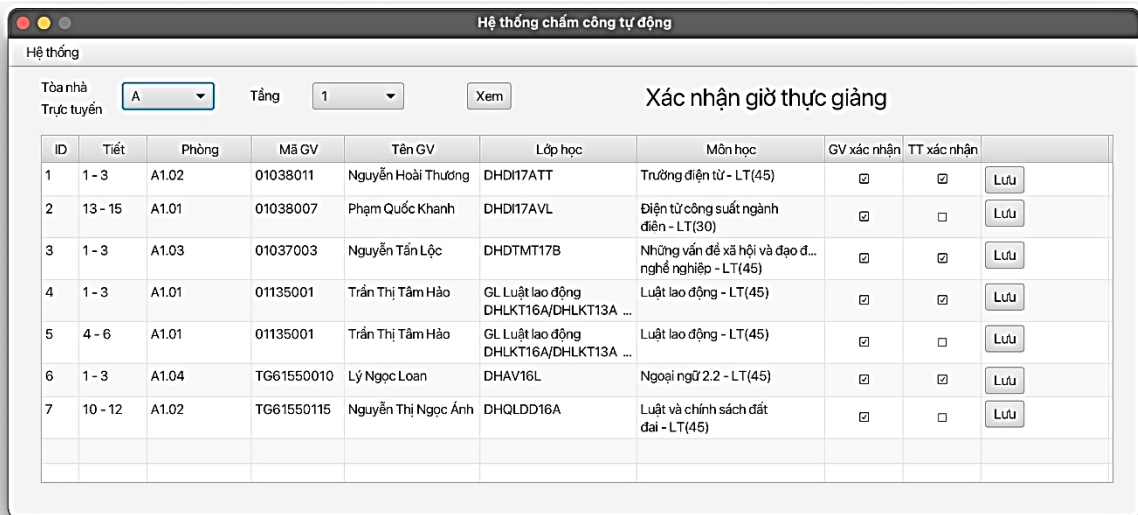 Hệ thống chấm công tự động
Hệ thống
Tòa nhà
Trực tuyến
A
Tầng
1
Xem
Xác nhận giờ thực giảng
ID Tiết Phòng Mã GV Tên GV Lớp học Môn học GV xác nhận TT xác nhận
1 1 - 3 A1.02 01038011 Nguyễn Hoài Thương DHDI17ATT Trường điện từ - LT(45) Lưu
2 13 - 15 A1.01 01038007 Phạm Quốc Khanh DHDI17AVL Điện tử công suất ngành
điên - LT(30) Lưu
3 1 - 3 A1.03 01037003 Nguyễn Tấn Lộc DHDTMT17B Những vấn đề xã hội và đạo đ...
nghề nghiệp - LT(45) Lưu
4 1 - 3 A1.01 01135001 Trần Thị Tâm Hảo GL Luật lao động Luật lao động - LT(45)
DHLKT16A/DHLKT13A ... Lưu
5 4 - 6 A1.01 01135001 Trần Thị Tâm Hảo GL Luật lao động Luật lao động - LT(45)
DHLKT16A/DHLKT13A ... Lưu
6 1 - 3 A1.04 TG61550010 Lý Ngọc Loan DHAV16L Ngoại ngữ 2.2 - LT(45) Lưu
7 10 - 12 A1.02 TG61550115 Nguyễn Thị Ngọc Ánh DHQLDD16A Luật và chính sách đất
đai - LT(45) Lưu